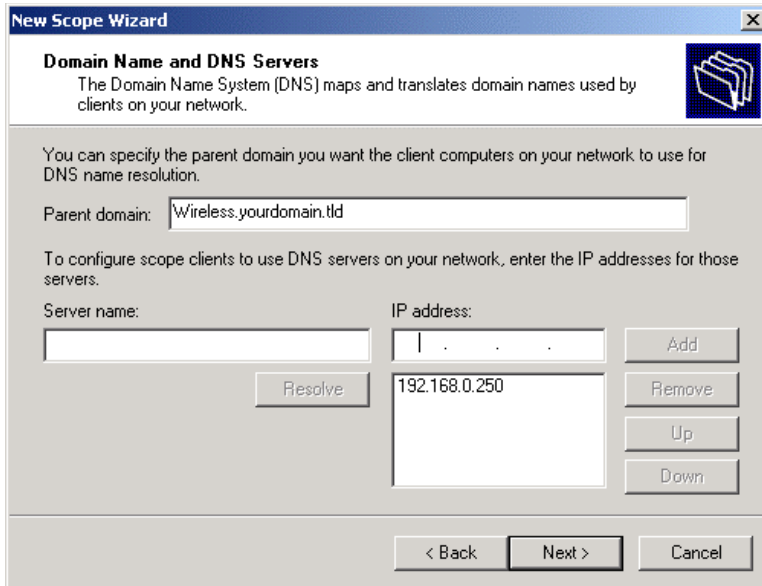 New Scope Wizard
Domain Name and DNS Servers
The Domain Name System (DNS) maps and translates domain names used by
clients on your network.
You can specify the parent domain you want the client computers on your network to use for
DNS name resolution.
Parent domain: Wireless.yourdomain.tld
To configure scope clients to use DNS servers on your network, enter the IP addresses for those
servers.
Server name: IP address:
. . . Add
Resolve 192.168.0.250 Remove
Up
Down
< Back Next > Cancel